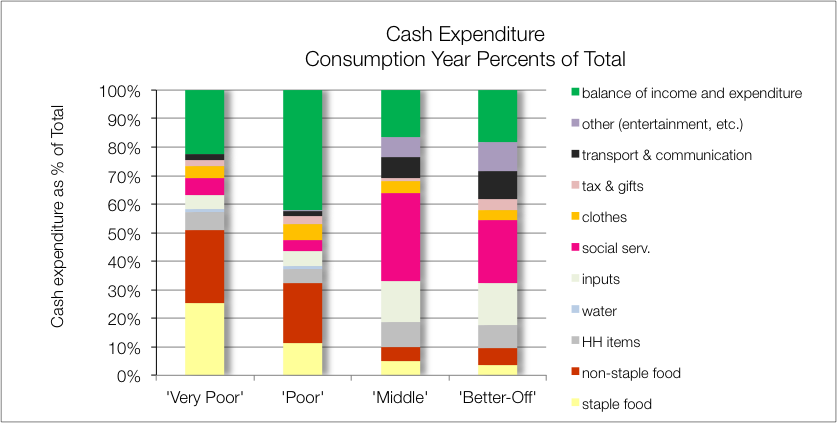 Cash Expenditure
Consumption Year Percents of Total
Cash expenditure as % of Total
100%
90%
80%
70%
60%
50%
40%
30%
20%
10%
0%
'Very Poor'
'Poor'
'Middle'
'Better-Off'
balance of income and expenditure
other (entertainment, etc.)
transport & communication
tax & gifts
clothes
social serv.
inputs
water
HH items
non-staple food
staple food